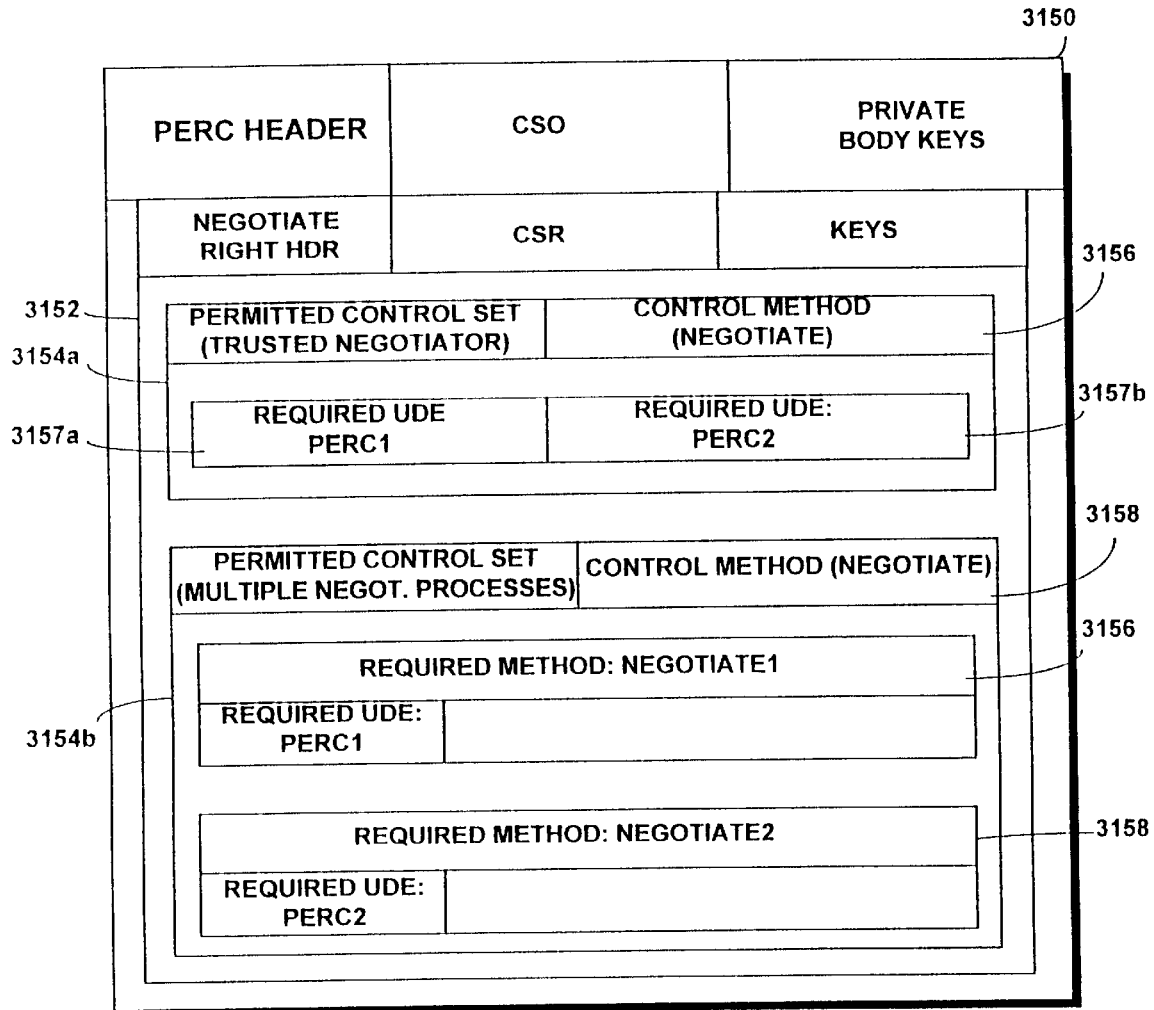 3150
PERC HEADER
CSO
PRIVATE
BODY KEYS
NEGOTIATE
RIGHT HDR
CSR
KEYS
3156
3152
PERMITTED CONTROL SET
(TRUSTED NEGOTIATOR)
CONTROL METHOD
(NEGOTIATE)
3154a
REQUIRED UDE
PERC1
REQUIRED UDE:
PERC2
3157b
3157a
3158
PERMITTED CONTROL SET
(MULTIPLE NEGOT. PROCESSES)
CONTROL METHOD (NEGOTIATE)
3156
REQUIRED METHOD: NEGOTIATE1
REQUIRED UDE:
PERC1
3154b
REQUIRED METHOD: NEGOTIATE2
3158
REQUIRED UDE:
PERC2